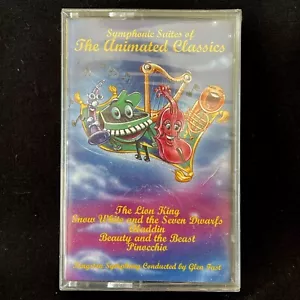 Symphonic Suites of
The Animated Classics
The Lion King
Snow White and the Seven Dwarfs
Aladdin
Beauty and the Beast
Pinocchio
Symphony Conducted by Glen